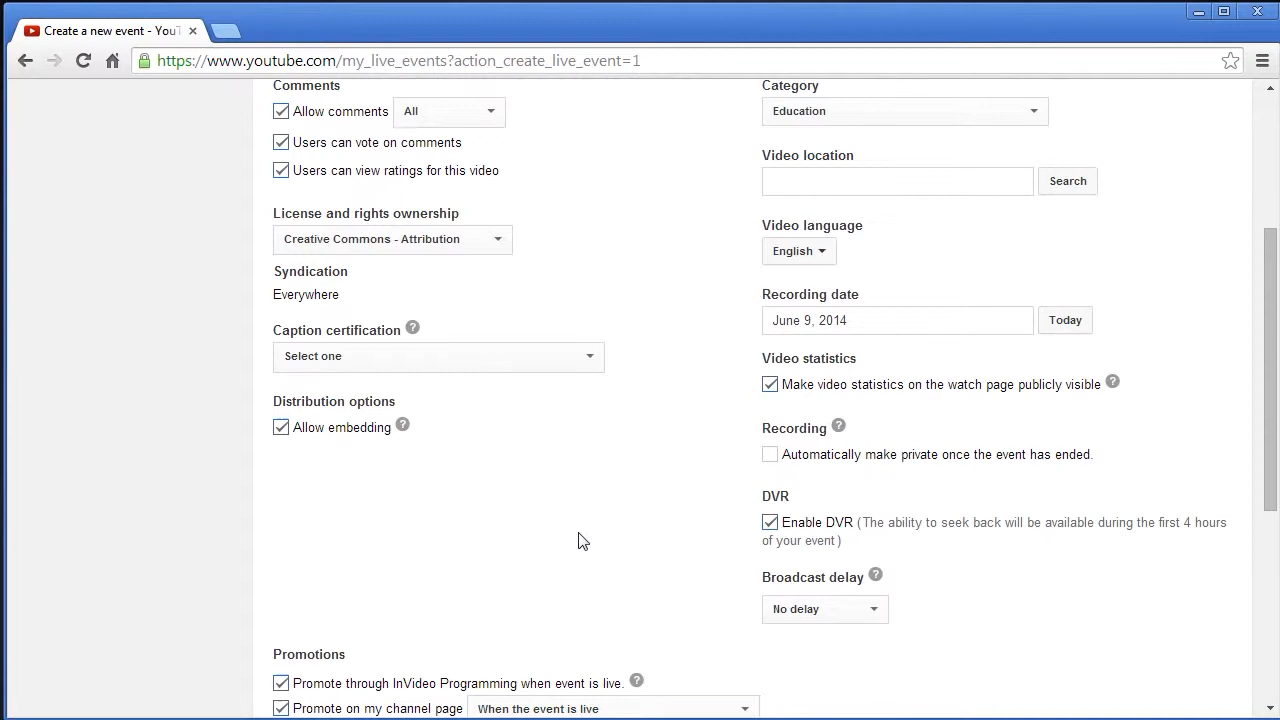 Create a new event - YouT
https://www.youtube.com/my_live_events?action_create_live_event=1
Comments
Allow comments All
Users can vote on comments
Users can view ratings for this video
License and rights ownership
Creative Commons - Attribution
Syndication
Everywhere
Caption certification ?
Select one
Distribution options
Allow embedding ?
Category
Education
Video location
Search
Video language
English
Recording date
June 9, 2014 Today
Video statistics
Make video statistics on the watch page publicly visible ?
Recording ?
Automatically make private once the event has ended.
DVR
Enable DVR (The ability to seek back will be available during the first 4 hours
of your event)
Broadcast delay ?
No delay
Promotions
Promote through InVideo Programming when event is live. ?
Promote on my channel page When the event is live